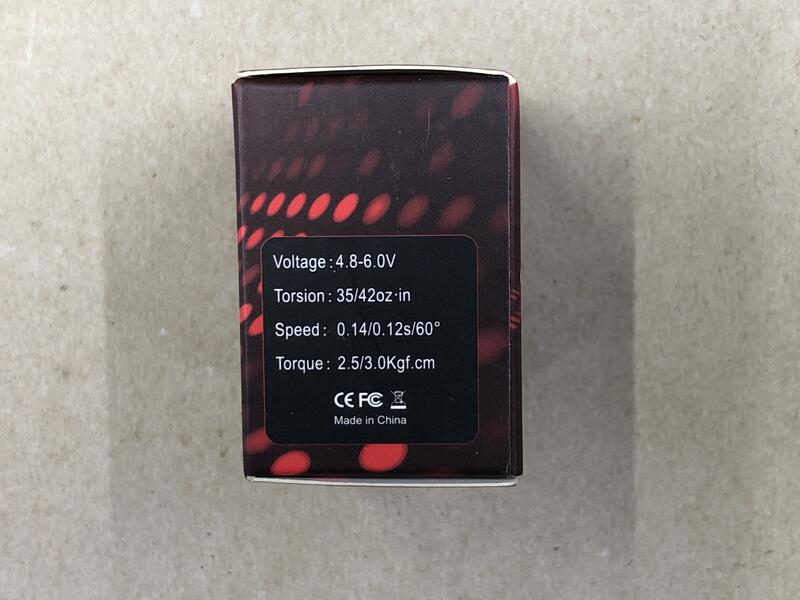 Voltage: 4.8-6.0V
Torsion: 35/42oz·in
Speed: 0.14/0.12s/60°
Torque: 2.5/3.0Kgf.cm
CE FC
Made in China